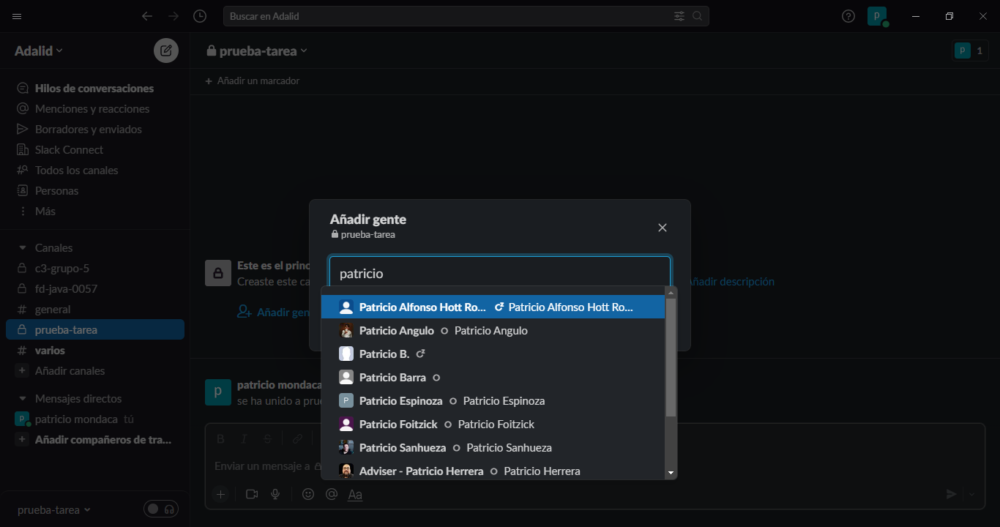 Buscar en Adalid
P
Adalid
prueba-tarea
P 1
Hilos de conversaciones
Menciones y reacciones
Borradores y enviados
Slack Connect
Todos los canales
Personas
Más
Añadir un marcador
Canales
c3-grupo-5
fd-java-0057
general
prueba-tarea
varios
Añadir canales
Mensajes directos
P patricio mondaca tú
Añadir compañeros de tra...
prueba-tarea
Este es el princ
Creaste este ca
Añadir descripción
Añadir gen
P
patricio mondaca
se ha unido a pru
B I S
Enviar un mensaje a
Aa
Añadir gente
prueba-tarea
patricio
Patricio Alfonso Hott Ro... Patricio Alfonso Hott Ro...
Patricio Angulo Patricio Angulo
Patricio B.
Patricio Barra
P Patricio Espinoza Patricio Espinoza
Patricio Foitzick Patricio Foitzick
Patricio Sanhueza Patricio Sanhueza
Adviser - Patricio Herrera Patricio Herrera